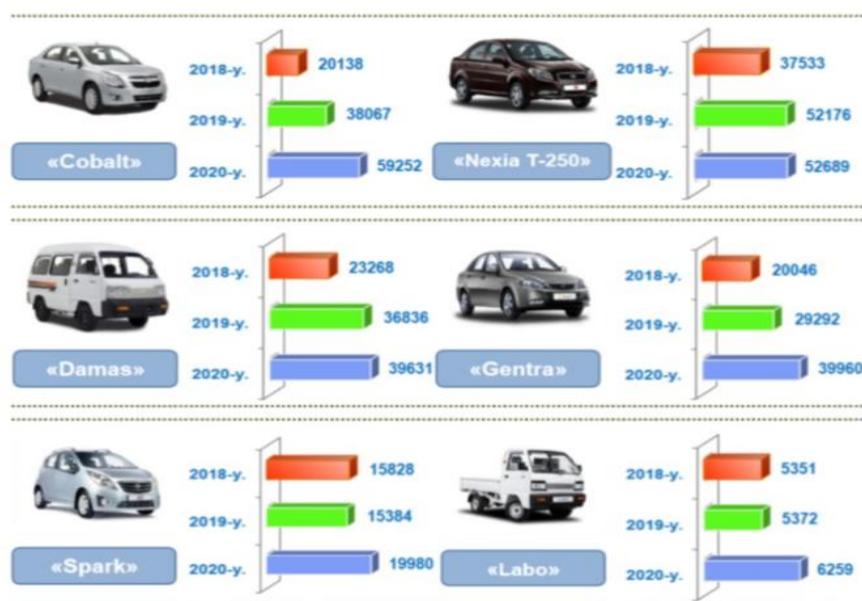 2018-y. 20138
2019-y. 38067
2020-y. 59252
«Cobalt»
2018-y. 37533
2019-y. 52176
2020-y. 52689
«Nexia T-250»
2018-y. 23268
2019-y. 36836
2020-y. 39631
«Damas»
2018-y. 20046
2019-y. 29292
2020-y. 39960
«Gentra»
2018-y. 15828
2019-y. 15384
2020-y. 19980
«Spark»
2018-y. 5351
2019-y. 5372
2020-y. 6259
«Labo»